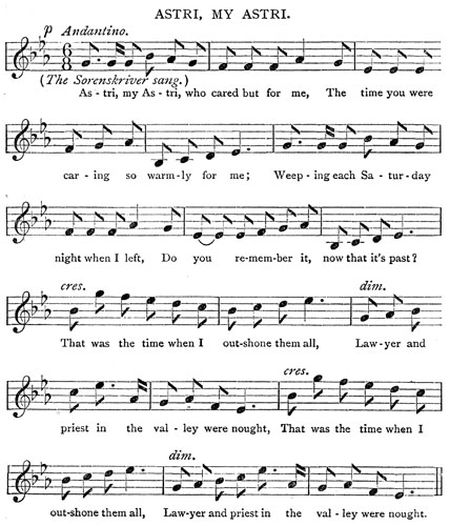 ASTRI, MY ASTRI.
p Andantino.
6 8
(The Sorenskriver sang.)
As - tri, my As - tri, who cared but for me, The time you were
car - ing so warm-ly for me; Weep - ing each Sa - tur - day
night when I left, Do you re-mem-ber it, now that it's past?
cres. dim.
That was the time when I out-shone them all, Law-yer and
cres.
priest in the val - ley were nought, That was the time when I
dim.
out-shone them all, Law-yer and priest in the val - ley were nought.